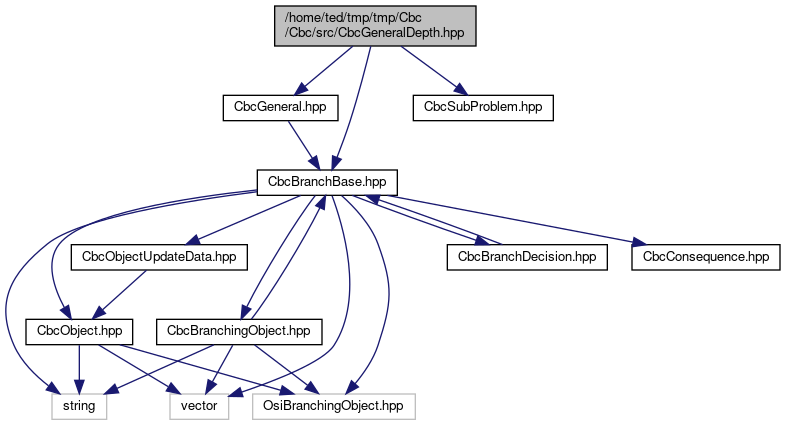 /home/ted/tmp/tmp/Cbc
/Cbc/src/CbcGeneralDepth.hpp
CbcGeneral.hpp
CbcSubProblem.hpp
CbcBranchBase.hpp
CbcObjectUpdateData.hpp
CbcBranchDecision.hpp
CbcConsequence.hpp
CbcObject.hpp
CbcBranchingObject.hpp
string
vector
OsiBranchingObject.hpp